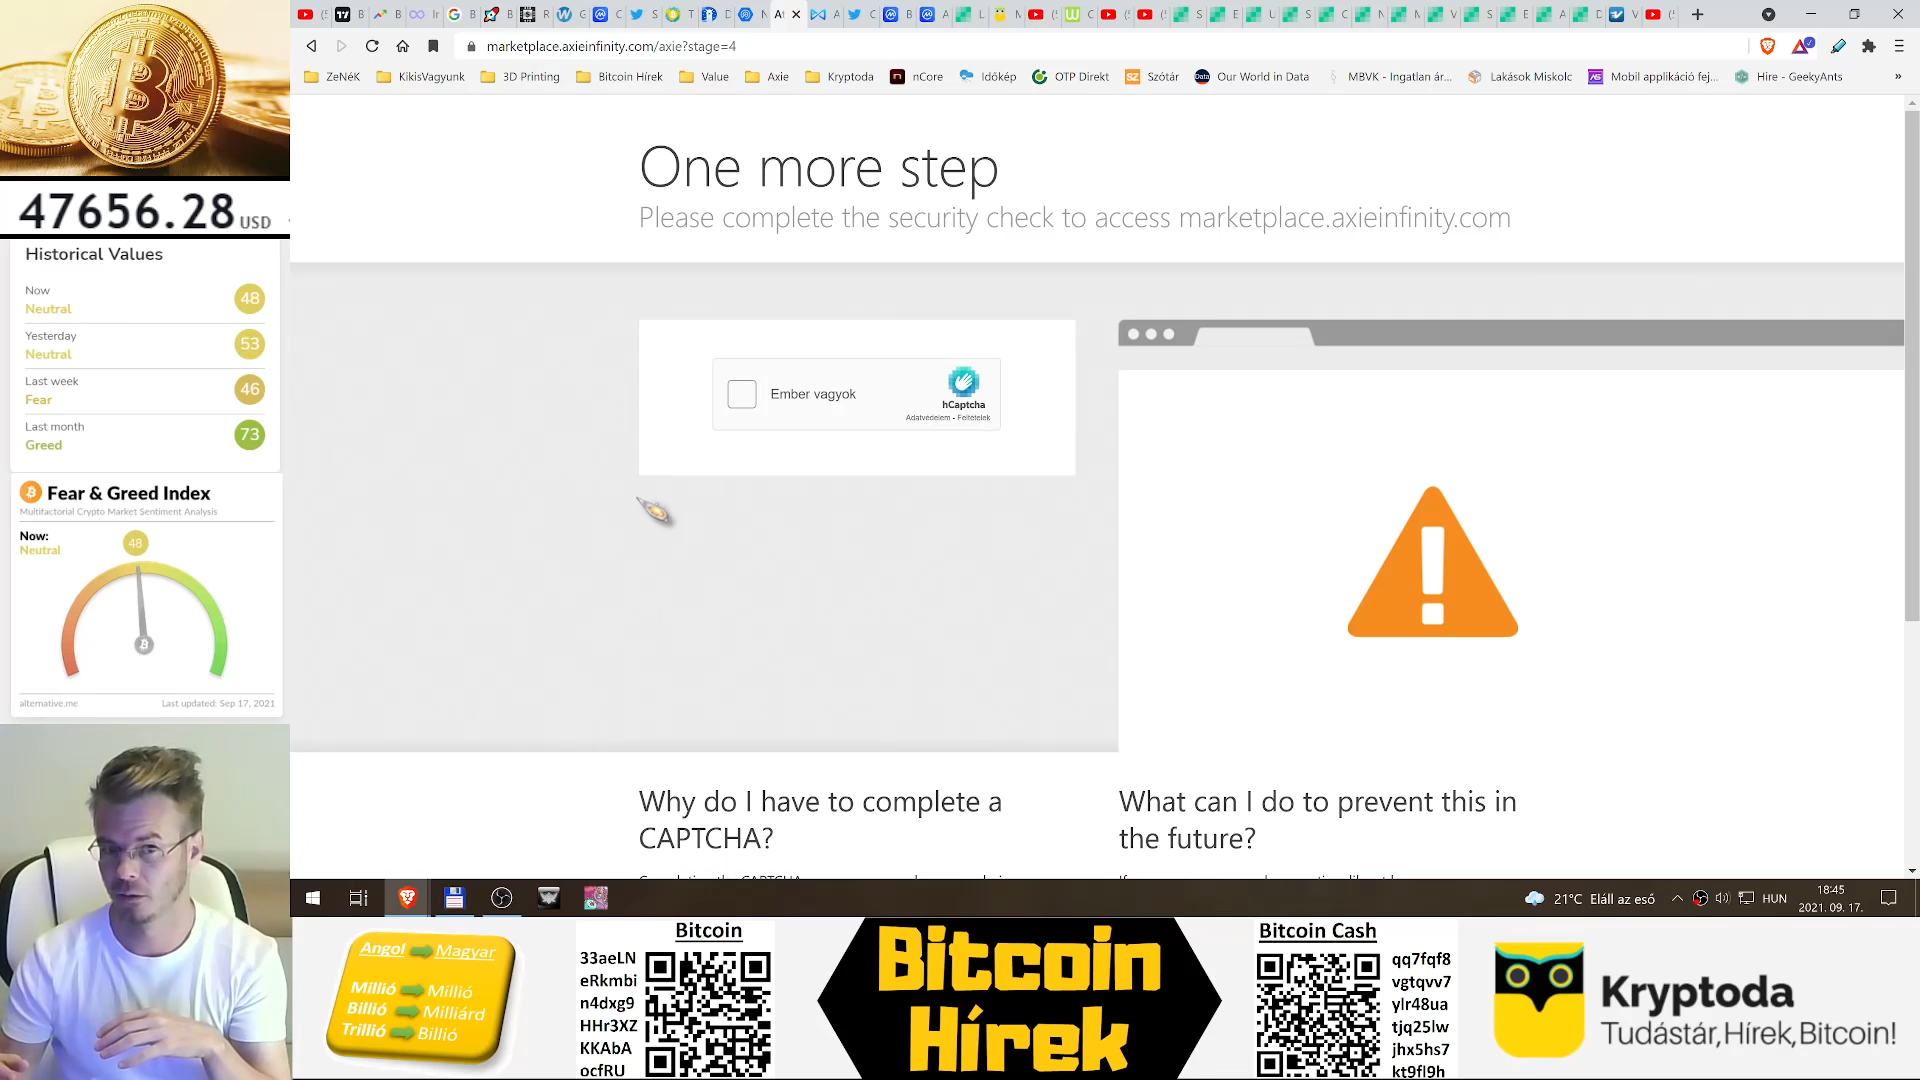 marketplace.axieinfinity.com/axie?stage=4
ZeNéK
KikisVagyunk
3D Printing
Bitcoin Hírek
Value
Axie
Kryptoda
nCore
Időkép
OTP Direkt
Szótár
Our World in Data
MBVK - Ingatlan ár...
Lakások Miskolc
Mobil applikáció fej...
Hire - GeekyAnts
47656.28 USD
Historical Values
Now
Neutral
48
Yesterday
Neutral
53
Last week
Fear
46
Last month
Greed
73
Fear & Greed Index
Multifactorial Crypto Market Sentiment Analysis
Now:
Neutral
48
alternative.me
Last updated: Sep 17, 2021
One more step
Please complete the security check to access marketplace.axieinfinity.com
Ember vagyok
hCaptcha
Adatvédelem - Feltételek
Why do I have to complete a
CAPTCHA?
What can I do to prevent this in
the future?
21°C Eláll az eső
HUN
18:45
2021. 09. 17.
Angol Magyar
Millió Millió
Billió Milliárd
Trillió Billió
Bitcoin
33aeLN
eRkmbi
n4dxg9
HHr3XZ
KKAbA
ocfRU
Bitcoin
Hírek
Bitcoin Cash
qq7fqf8
vgtqvv7
ylr48ua
tjq25lw
jhx5hs7
kt9fl9h
Kryptoda
Tudástár,Hírek,Bitcoin!